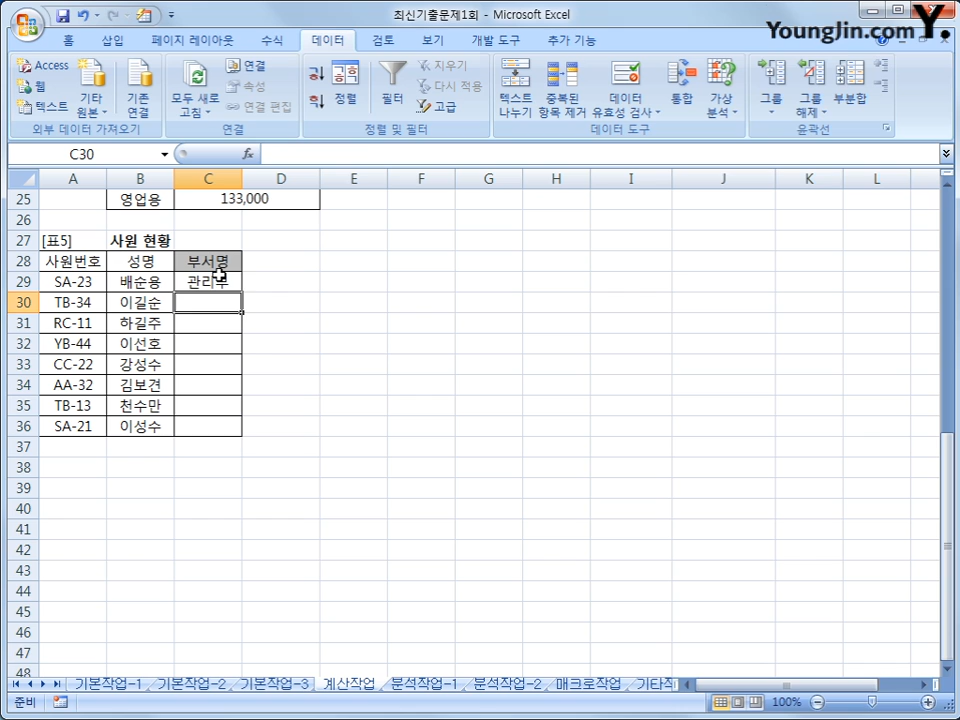 최신기출문제1회 - Microsoft Excel
YoungJin.com Y.
홈 삽입 페이지 레이아웃 수식 데이터 검토 보기 개발 도구 추가 기능
Access
웹
텍스트
기타 원본
기존 연결
모두 새로 고침
연결
속성
연결 편집
정렬
필터
지우기
다시 적용
고급
텍스트 나누기
중복된 항목 제거
데이터 유효성 검사
통합
가상 분석
그룹
그룹 해제
부분합
외부 데이터 가져오기 연결 정렬 및 필터 데이터 도구 윤곽선
C30 fx
A B C D E F G H I J K L
25 영업용 133,000
26
27 [표5] 사원 현황
28 사원번호 성명 부서명
29 SA-23 배순용 관리부
30 TB-34 이길순
31 RC-11 하길주
32 YB-44 이선호
33 CC-22 강성수
34 AA-32 김보견
35 TB-13 천수만
36 SA-21 이성수
37
38
39
40
41
42
43
44
45
46
47
48
기본작업-1 기본작업-2 기본작업-3 계산작업 분석작업-1 분석작업-2 매크로작업 기타작
준비 100%